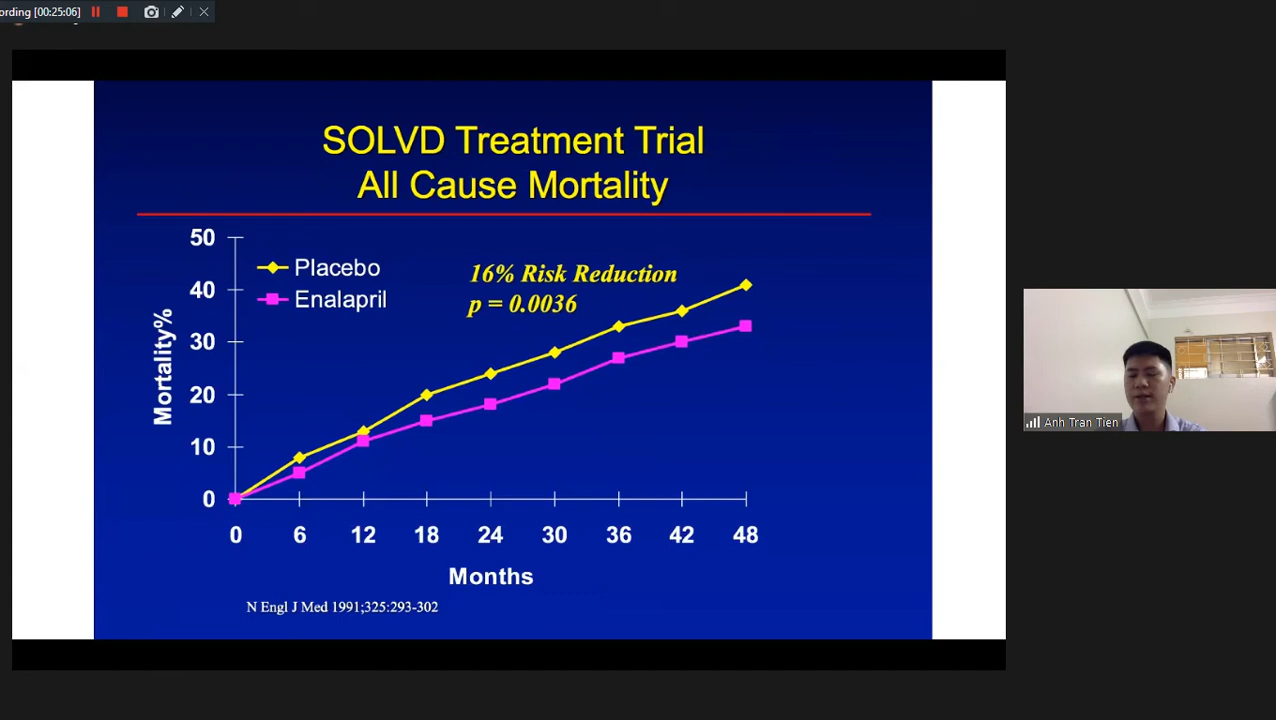 ording [00:25:06]
SOLVD Treatment Trial
All Cause Mortality
50
40
30
20
10
0
Mortality%
Placebo
Enalapril
16% Risk Reduction
p = 0.0036
0 6 12 18 24 30 36 42 48
Months
N Engl J Med 1991;325:293-302
Anh Tran Tien